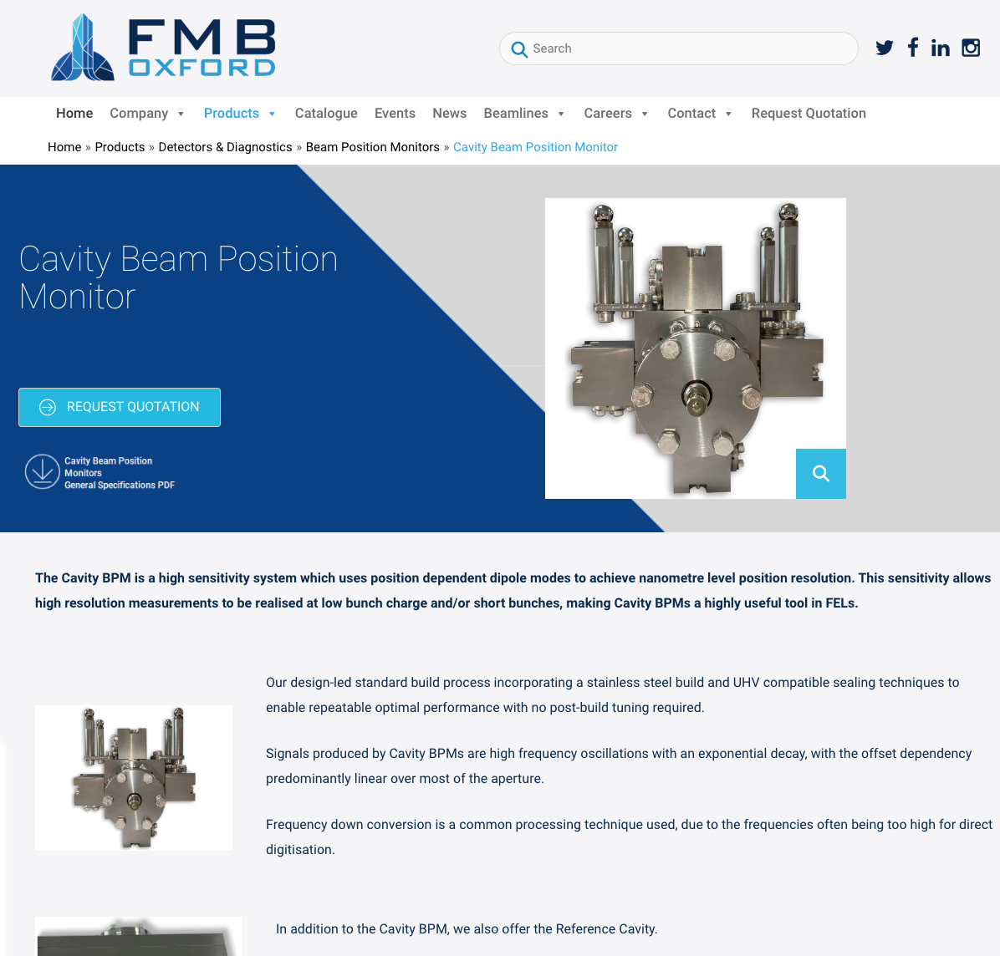 FMB
OXFORD
Search
Home Company Products Catalogue Events News Beamlines Careers Contact Request Quotation
Home » Products » Detectors & Diagnostics » Beam Position Monitors » Cavity Beam Position Monitor
Cavity Beam Position
Monitor
REQUEST QUOTATION
Cavity Beam Position
Monitors
General Specifications PDF
The Cavity BPM is a high sensitivity system which uses position dependent dipole modes to achieve nanometre level position resolution. This sensitivity allows
high resolution measurements to be realised at low bunch charge and/or short bunches, making Cavity BPMs a highly useful tool in FELs.
Our design-led standard build process incorporating a stainless steel build and UHV compatible sealing techniques to
enable repeatable optimal performance with no post-build tuning required.
Signals produced by Cavity BPMs are high frequency oscillations with an exponential decay, with the offset dependency
predominantly linear over most of the aperture.
Frequency down conversion is a common processing technique used, due to the frequencies often being too high for direct
digitisation.
In addition to the Cavity BPM, we also offer the Reference Cavity.